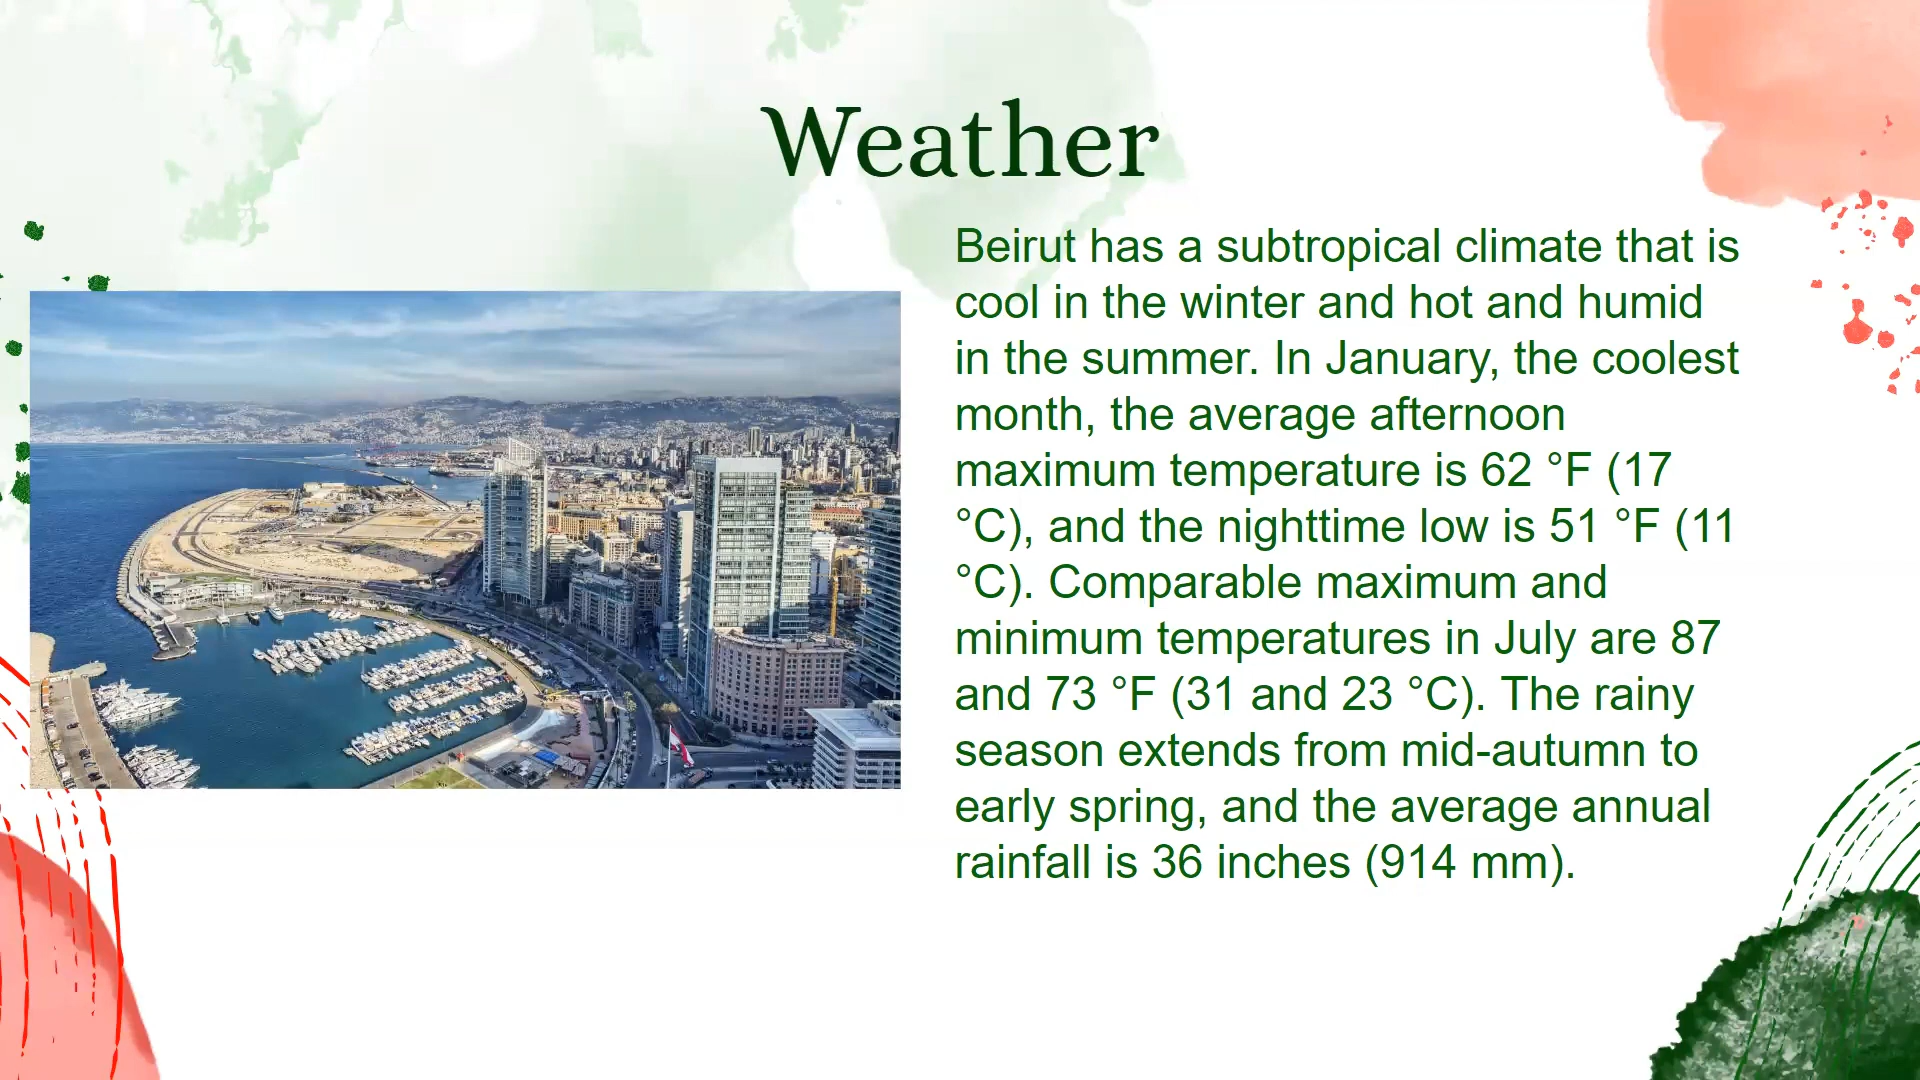 Weather
Beirut has a subtropical climate that is
cool in the winter and hot and humid
in the summer. In January, the coolest
month, the average afternoon
maximum temperature is 62 °F (17
°C), and the nighttime low is 51 °F (11
°C). Comparable maximum and
minimum temperatures in July are 87
and 73 °F (31 and 23 °C). The rainy
season extends from mid-autumn to
early spring, and the average annual
rainfall is 36 inches (914 mm).